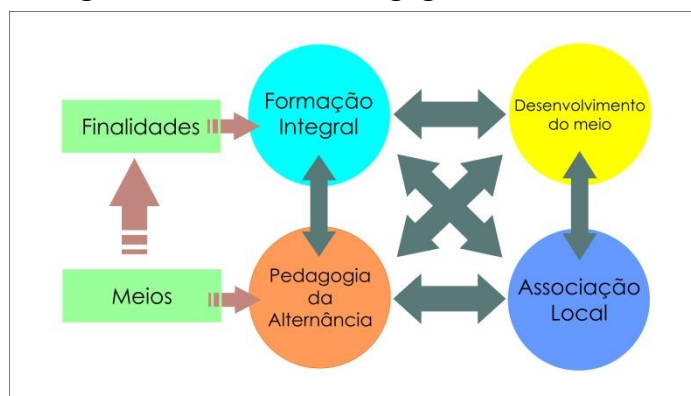 Finalidades
Formação
Integral
Desenvolvimento
do meio
Meios
Pedagogia
da
Alternância
Associação
Local